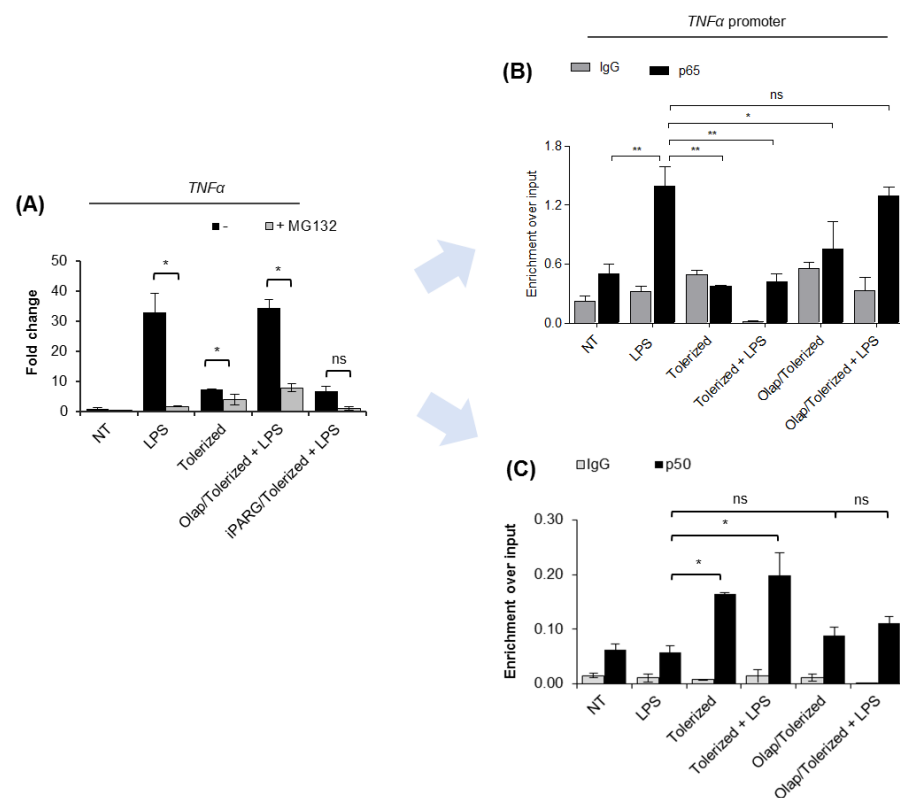 TNFα promoter
(B)
IgG
p65
ns
*
**
**
**
1.8
1.2
0.6
0.0
Enrichment over input
NT
LPS
Tolerized
Tolerized + LPS
Olap/Tolerized
Olap/Tolerized + LPS
(A)
TNFα
-
+ MG132
*
*
*
ns
50
40
30
20
10
0
Fold change
NT
LPS
Tolerized
Olap/Tolerized + LPS
iPARG/Tolerized + LPS
(C)
IgG
p50
ns
ns
*
*
0.30
0.20
0.10
0.00
Enrichment over input
NT
LPS
Tolerized
Tolerized + LPS
Olap/Tolerized
Olap/Tolerized + LPS